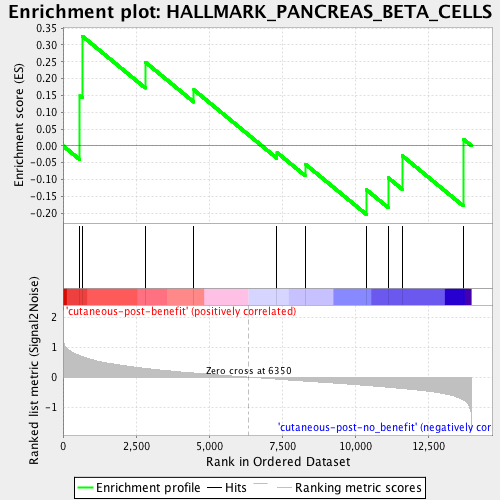 Enrichment plot: HALLMARK_PANCREAS_BETA_CELLS
Enrichment score (ES)
0.35
0.30
0.25
0.20
0.15
0.10
0.05
0.00
-0.05
-0.10
-0.15
-0.20
'cutaneous-post-benefit' (positively correlated)
Ranked list metric (Signal2Noise)
2
1
0
-1
Zero cross at 6350
'cutaneous-post-no_benefit' (negatively cor
0
2,500
5,000
7,500
10,000
12,500
Rank in Ordered Dataset
Enrichment profile
Hits
Ranking metric scores